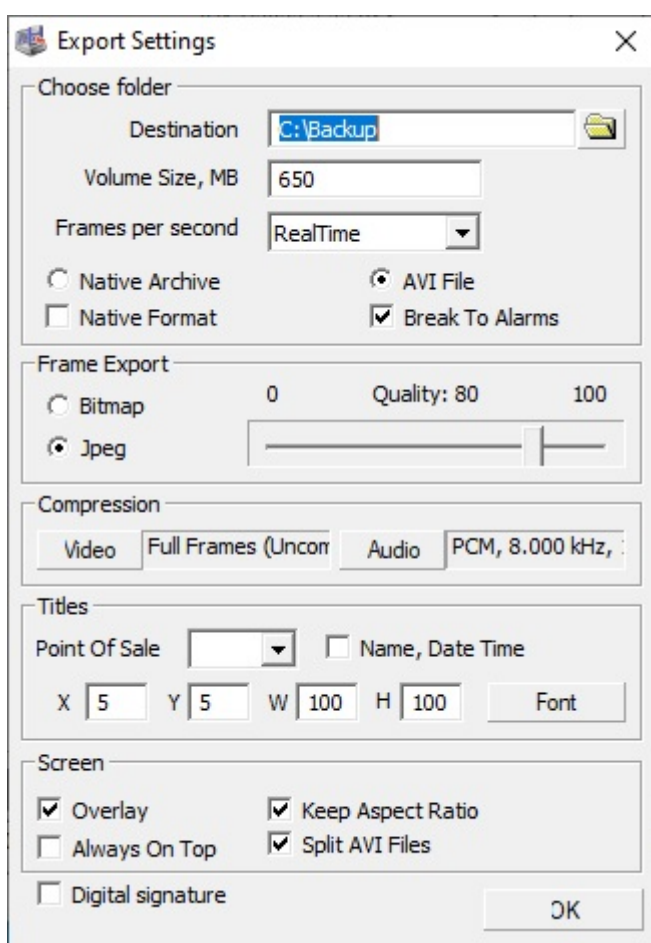 Export Settings
Choose folder
Destination C:\Backup
Volume Size, MB 650
Frames per second RealTime
Native Archive AVI File
Native Format Break To Alarms
Frame Export
Bitmap 0 Quality: 80 100
Jpeg
Compression
Video Full Frames (Uncom Audio PCM, 8.000 kHz,
Titles
Point Of Sale Name, Date Time
X 5 Y 5 W 100 H 100 Font
Screen
Overlay Keep Aspect Ratio
Always On Top Split AVI Files
Digital signature OK